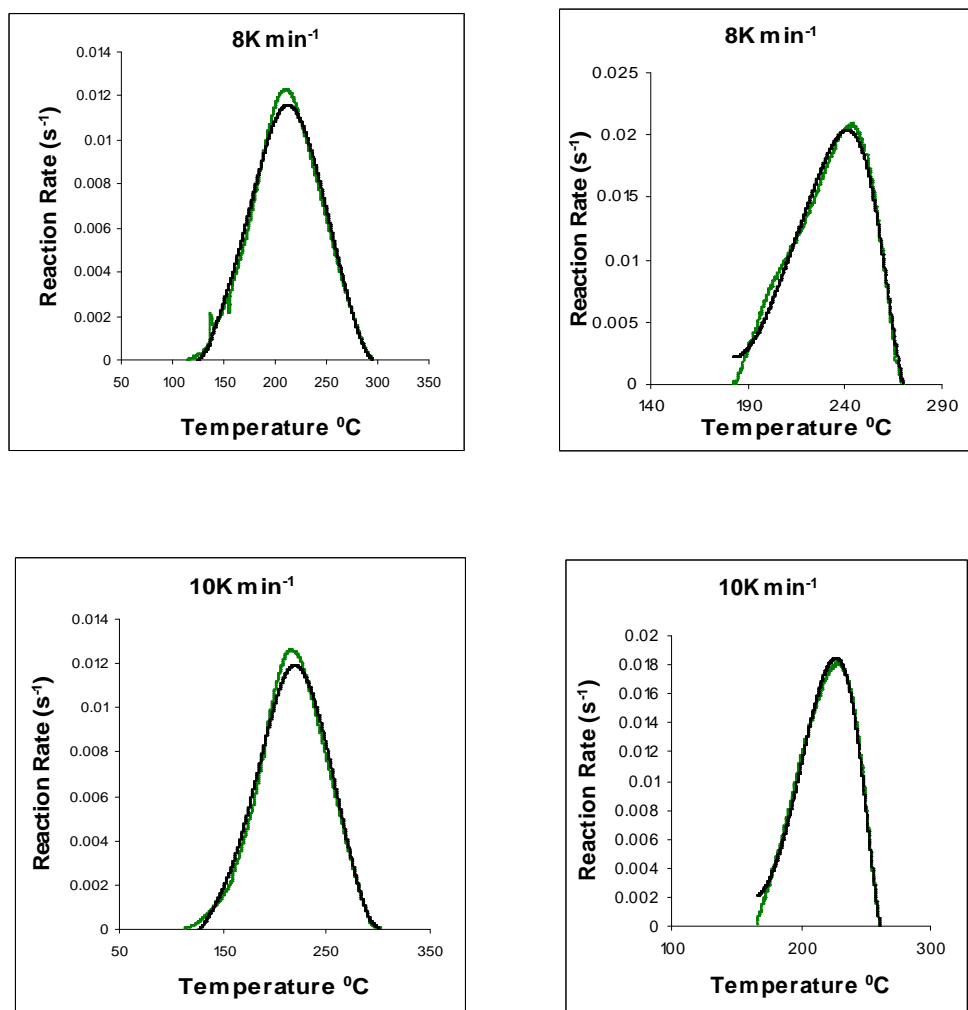 8K min⁻¹
0.014
0.012
0.01
0.008
0.006
0.004
0.002
0
Reaction Rate (s⁻¹)
50 100 150 200 250 300 350
Temperature ⁰C
8K min⁻¹
0.025
0.02
0.015
0.01
0.005
0
Reaction Rate (s⁻¹)
140 190 240 290
Temperature ⁰C
10K min⁻¹
0.014
0.012
0.01
0.008
0.006
0.004
0.002
0
Reaction Rate (s⁻¹)
50 150 250 350
Temperature ⁰C
10K min⁻¹
0.02
0.018
0.016
0.014
0.012
0.01
0.008
0.006
0.004
0.002
0
Reaction Rate (s⁻¹)
100 200 300
Temperature ⁰C